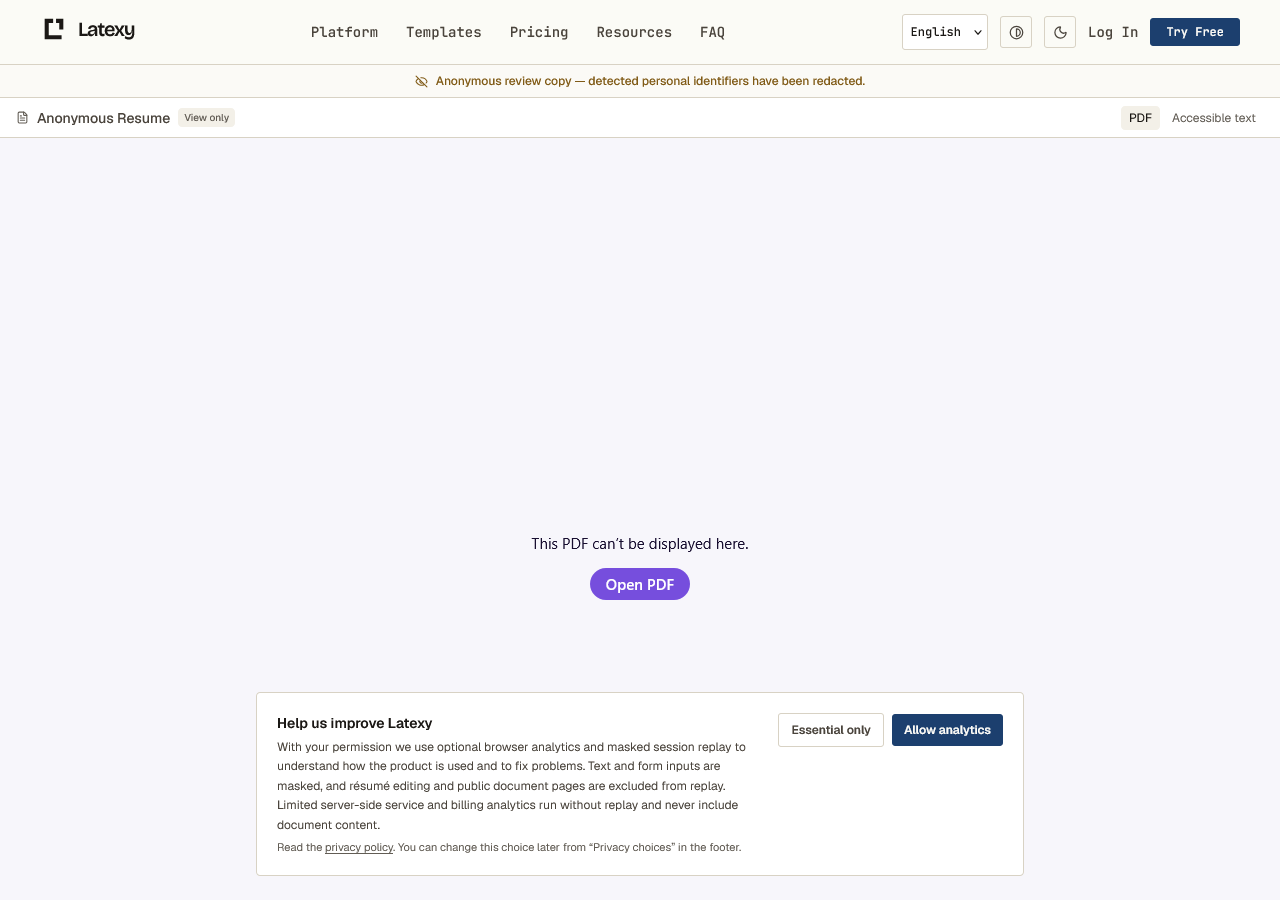 Latexy
Platform
Templates
Pricing
Resources
FAQ
English
Log In
Try Free
Anonymous review copy — detected personal identifiers have been redacted.
Anonymous Resume
View only
PDF
Accessible text
This PDF can't be displayed here.
Open PDF
Help us improve Latexy
With your permission we use optional browser analytics and masked session replay to
understand how the product is used and to fix problems. Text and form inputs are
masked, and résumé editing and public document pages are excluded from replay.
Limited server-side service and billing analytics run without replay and never include
document content.
Read the privacy policy. You can change this choice later from “Privacy choices” in the footer.
Essential only
Allow analytics